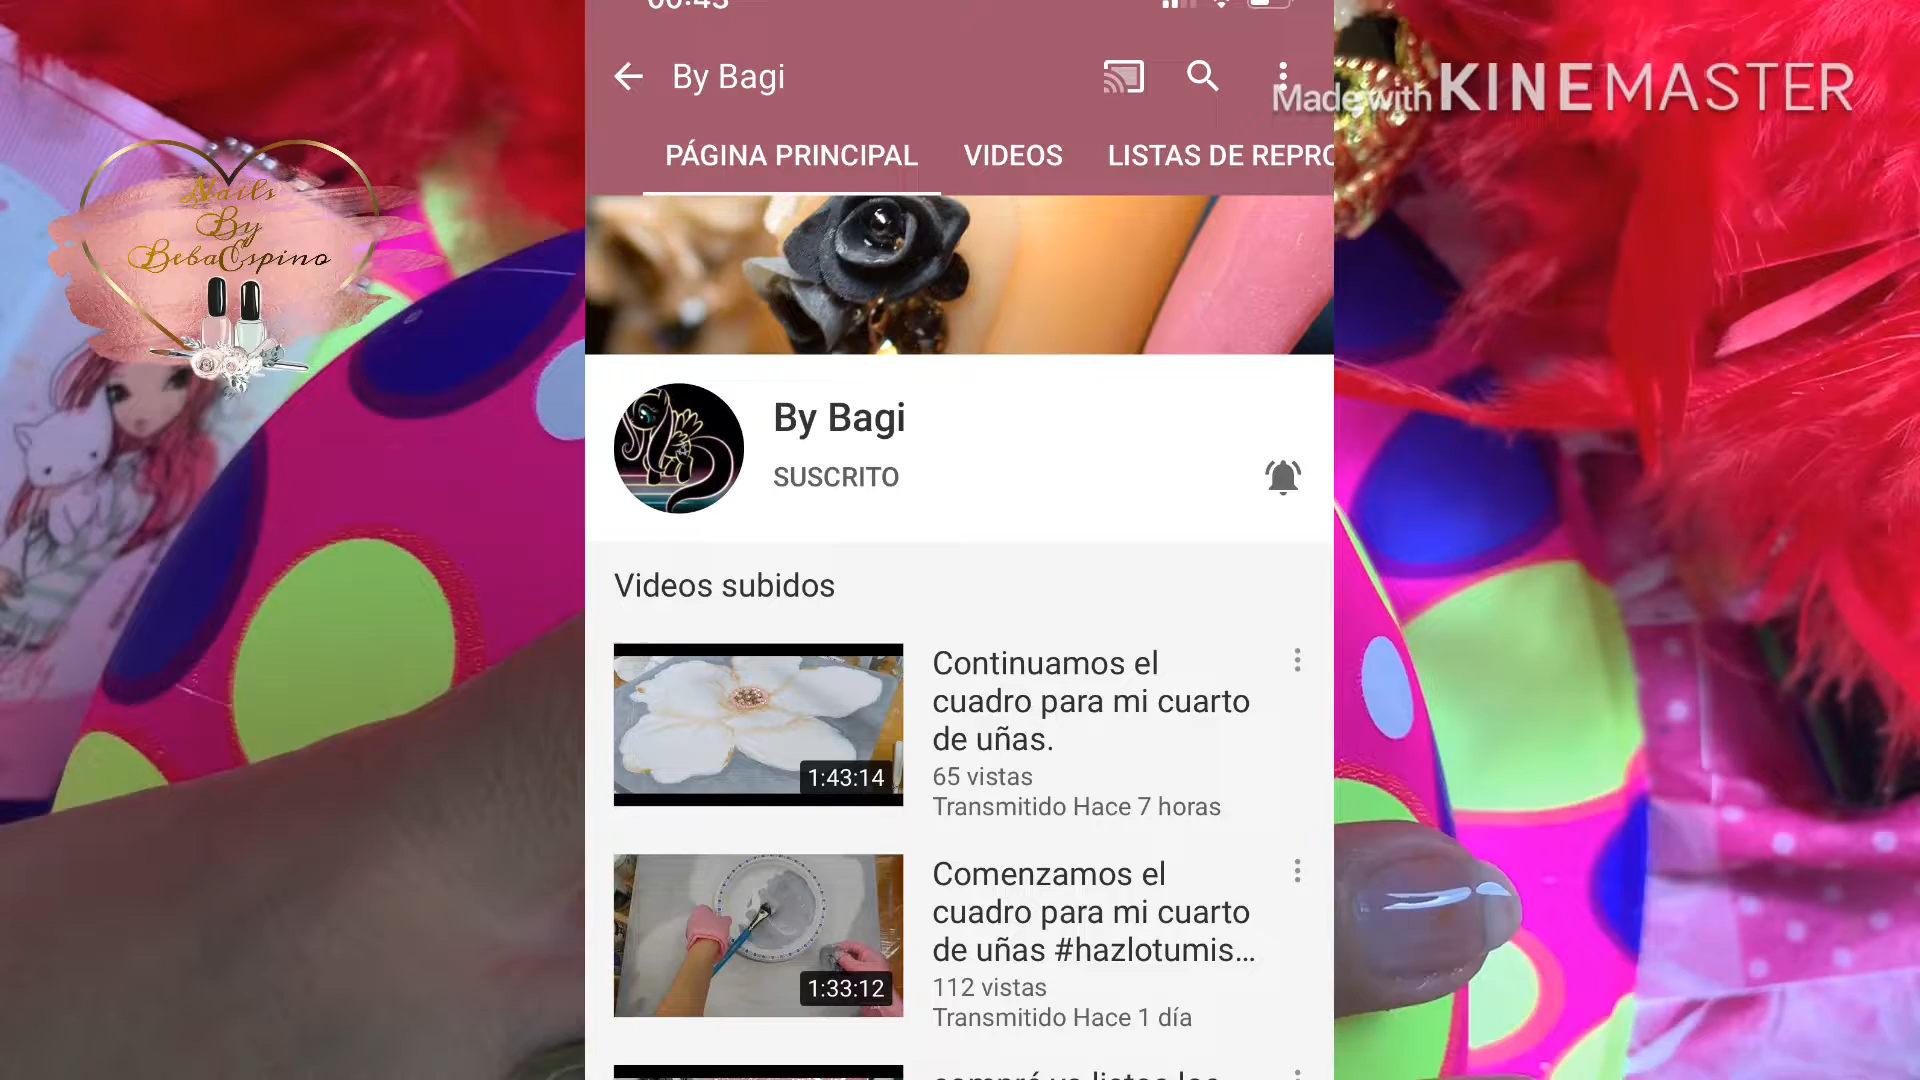 By Bagi
Made with KINEMASTER
PÁGINA PRINCIPAL VIDEOS LISTAS DE REPRO
Nails
By
BebaEspino
By Bagi
SUSCRITO
Videos subidos
Continuamos el
cuadro para mi cuarto
de uñas.
65 vistas
Transmitido Hace 7 horas
1:43:14
Comenzamos el
cuadro para mi cuarto
de uñas #hazlotumis...
112 vistas
Transmitido Hace 1 día
1:33:12